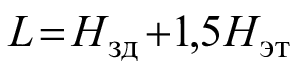 L = Hзд + 1,5Hэт